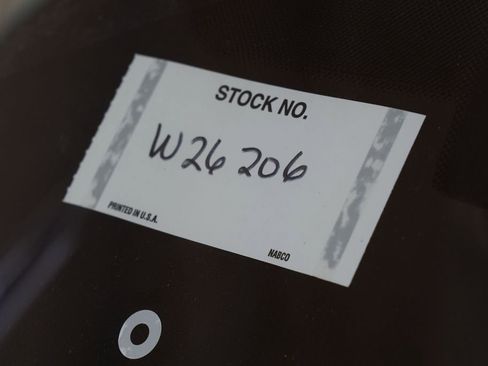 STOCK NO.
W26 206
PRINTED IN U.S.A. NABCO